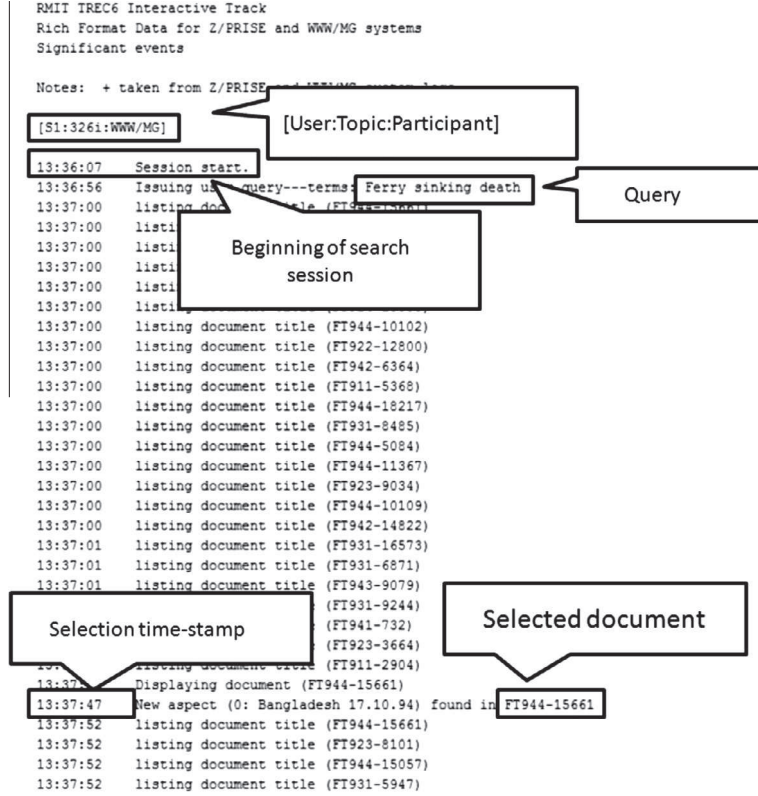 RMIT TREC6 Interactive Track
Rich Format Data for Z/PRISE and WWW/MG systems
Significant events
Notes: + taken from Z/PRISE
[S1:326i:WWW/MG]
[User:Topic:Participant]
13:36:07 Session start.
13:36:56 Issuing query---terms: Ferry sinking death
Query
13:37:00 listing
13:37:00
13:37:00
Beginning of search
session
13:37:00
13:37:00
13:37:00
13:37:00 listing document title (FT944-10102)
13:37:00 listing document title (FT922-12800)
13:37:00 listing document title (FT942-6364)
13:37:00 listing document title (FT911-5368)
13:37:00 listing document title (FT944-18217)
13:37:00 listing document title (FT931-8485)
13:37:00 listing document title (FT944-5084)
13:37:00 listing document title (FT944-11367)
13:37:00 listing document title (FT923-9034)
13:37:00 listing document title (FT944-10109)
13:37:00 listing document title (FT942-14822)
13:37:01 listing document title (FT931-16573)
13:37:01 listing document title (FT931-6871)
13:37:01 listing document title (FT943-9079)
(FT931-9244)
Selection time-stamp
Selected document
(FT941-732)
(FT923-3664)
listing document title (FT911-2904)
Displaying document (FT944-15661)
13:37:47 New aspect (0: Bangladesh 17.10.94) found in FT944-15661
13:37:52 listing document title (FT944-15661)
13:37:52 listing document title (FT923-8101)
13:37:52 listing document title (FT944-15057)
13:37:52 listing document title (FT931-5947)